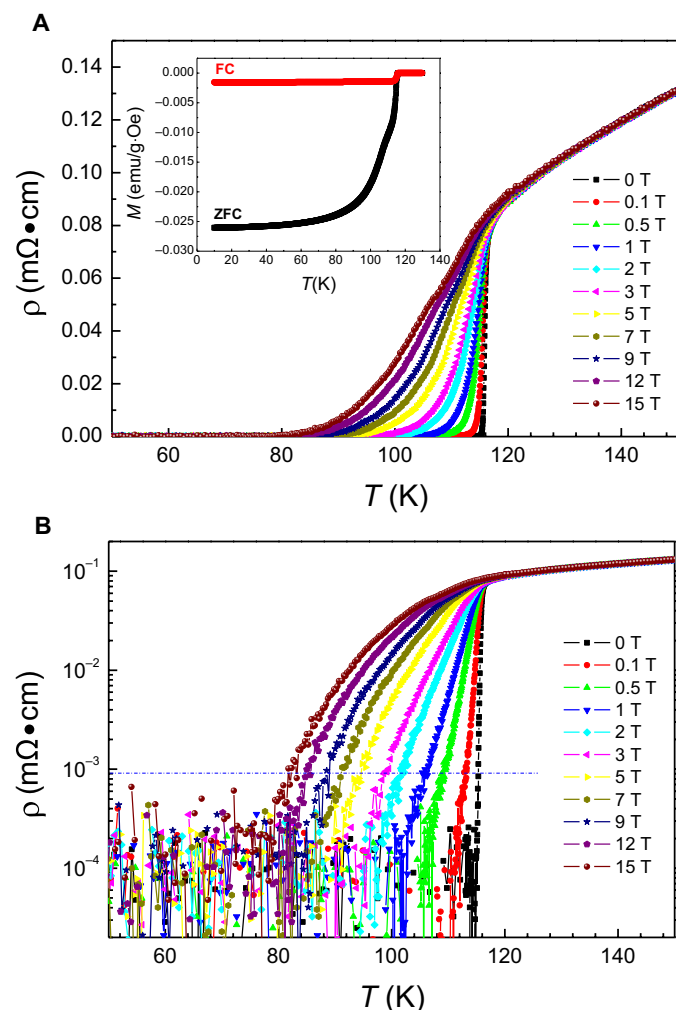 A
ρ (mΩ•cm)
0.14
0.12
0.10
0.08
0.06
0.04
0.02
0.00
60 80 100 120 140
T (K)
FC
ZFC
M (emu/g·Oe)
0.000
−0.005
−0.010
−0.015
−0.020
−0.025
−0.030
0 20 40 60 80 100 120 140
T(K)
0 T
0.1 T
0.5 T
1 T
2 T
3 T
5 T
7 T
9 T
12 T
15 T
B
ρ (mΩ•cm)
10⁻¹
10⁻²
10⁻³
10⁻⁴
60 80 100 120 140
T (K)
0 T
0.1 T
0.5 T
1 T
2 T
3 T
5 T
7 T
9 T
12 T
15 T